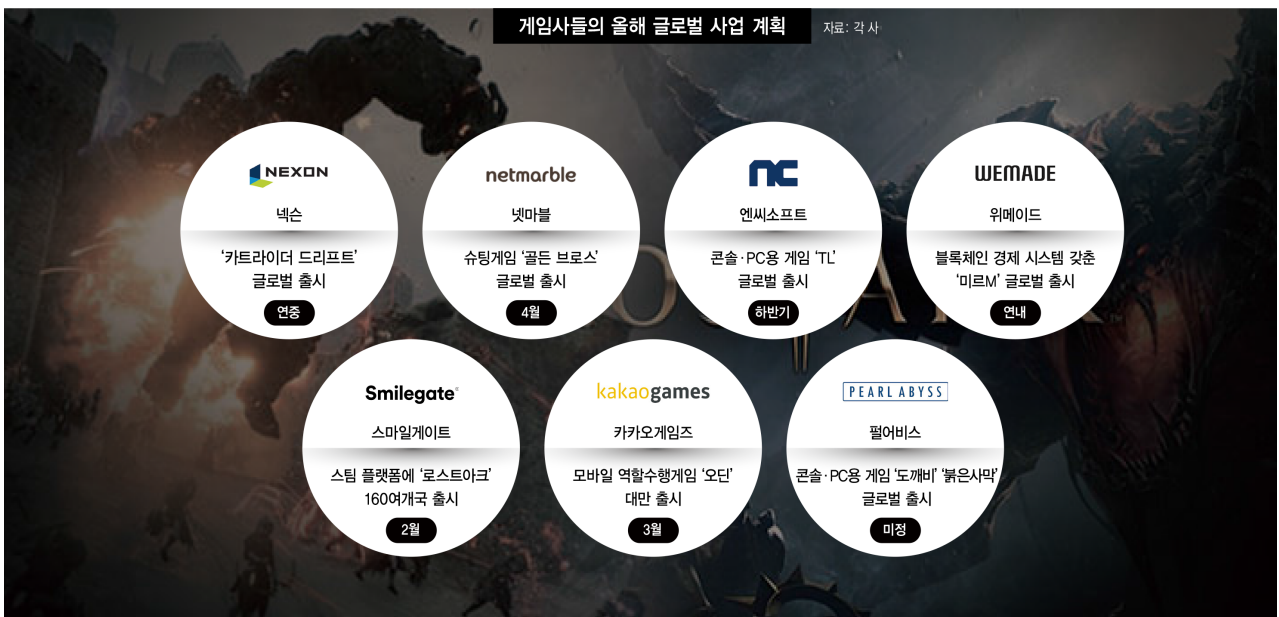 게임사들의 올해 글로벌 사업 계획
자료: 각 사
NEXON
넥슨
‘카트라이더 드리프트’
글로벌 출시
연중
netmarble
넷마블
슈팅게임 ‘골든 브로스’
글로벌 출시
4월
nc
엔씨소프트
콘솔·PC용 게임 ‘TL’
글로벌 출시
하반기
WEMADE
위메이드
블록체인 경제 시스템 갖춘
‘미르M’ 글로벌 출시
연내
Smilegate
스마일게이트
스팀 플랫폼에 ‘로스트아크’
160여개국 출시
2월
kakaogames
카카오게임즈
모바일 역할수행게임 ‘오딘’
대만 출시
3월
PEARL ABYSS
펄어비스
콘솔·PC용 게임 ‘도깨비’ ‘붉은사막’
글로벌 출시
미정